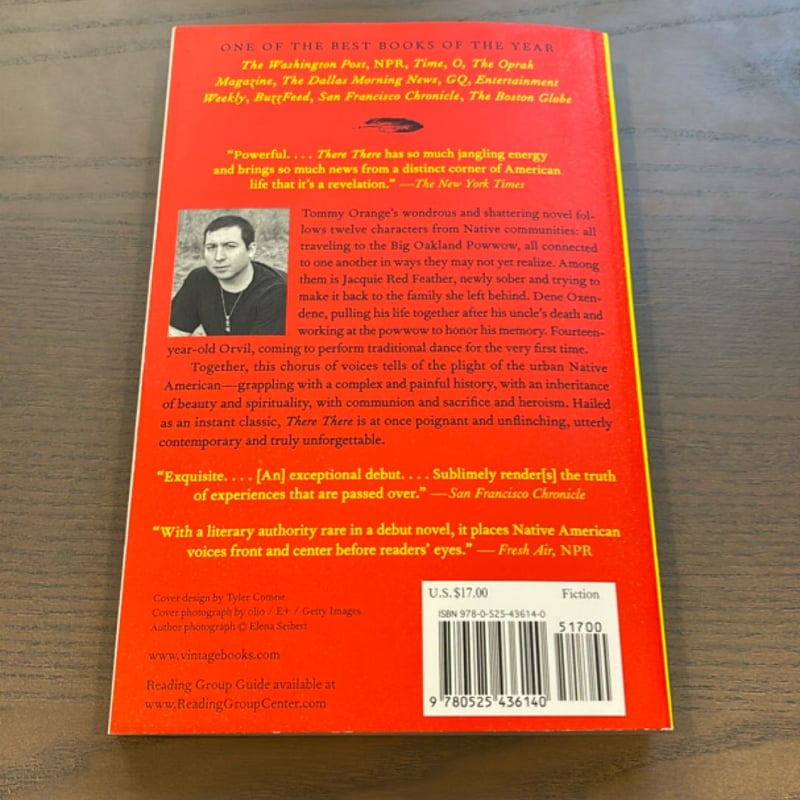 ONE OF THE BEST BOOKS OF THE YEAR
The Washington Post, NPR, Time, O, The Oprah
Magazine, The Dallas Morning News, GQ, Entertainment
Weekly, BuzzFeed, San Francisco Chronicle, The Boston Globe
“Powerful. . . . There There has so much jangling energy
and brings so much news from a distinct corner of American
life that it’s a revelation.” —The New York Times
Tommy Orange’s wondrous and shattering novel fol-
lows twelve characters from Native communities: all
traveling to the Big Oakland Powwow, all connected
to one another in ways they may not yet realize. Among
them is Jacquie Red Feather, newly sober and trying to
make it back to the family she left behind. Dene Oxen-
dene, pulling his life together after his uncle’s death and
working at the powwow to honor his memory. Fourteen-
year-old Orvil, coming to perform traditional dance for the very first time.
Together, this chorus of voices tells of the plight of the urban Native
American—grappling with a complex and painful history, with an inheritance
of beauty and spirituality, with communion and sacrifice and heroism. Hailed
as an instant classic, There There is at once poignant and unflinching, utterly
contemporary and truly unforgettable.
“Exquisite. . . . [An] exceptional debut. . . . Sublimely render[s] the truth
of experiences that are passed over.” —San Francisco Chronicle
“With a literary authority rare in a debut novel, it places Native American
voices front and center before readers’ eyes.” —Fresh Air, NPR
Cover design by Tyler Comrie
Cover photograph by olio / E+ / Getty Images
Author photograph © Elena Seibert
www.vintagebooks.com
Reading Group Guide available at
www.ReadingGroupCenter.com
U.S. $17.00 Fiction
ISBN 978-0-525-43614-0
51700
9 780525 436140